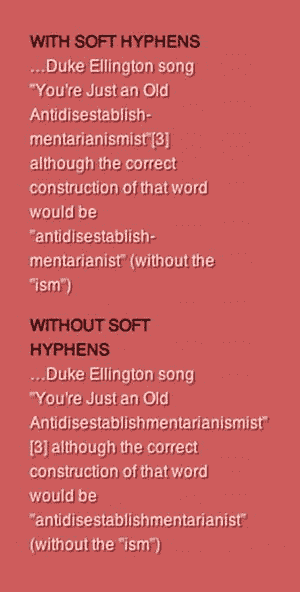 WITH SOFT HYPHENS
...Duke Ellington song
"You're Just an Old
Antidisestablish-
mentarianismist"[3]
although the correct
construction of that word
would be
"antidisestablish-
mentarianist" (without the
"ism")
WITHOUT SOFT
HYPHENS
...Duke Ellington song
"You're Just an Old
Antidisestablishmentarianismist"
[3] although the correct
construction of that word
would be
"antidisestablishmentarianist"
(without the "ism")